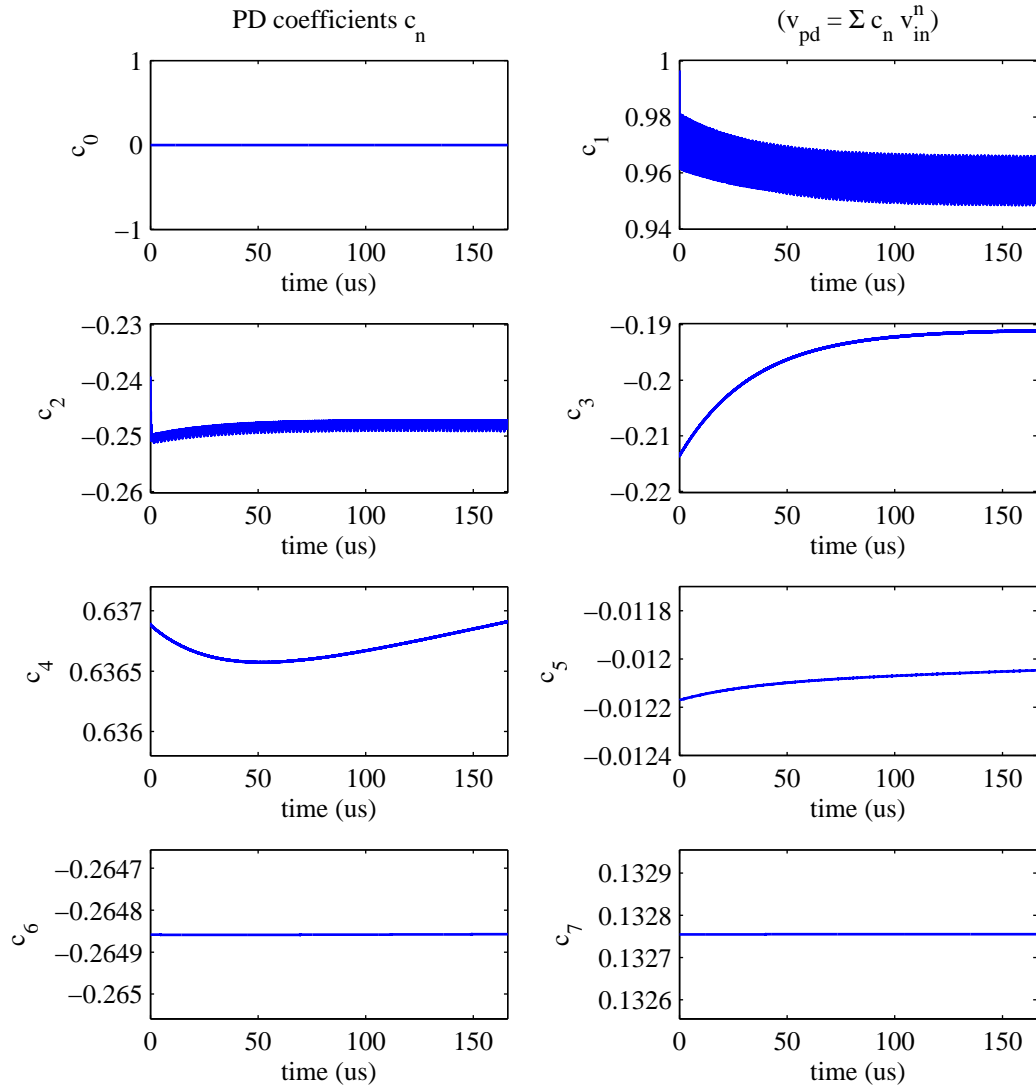 PD coefficients c_n
(v_pd = Σ c_n v_in^n)
1
0
−1
c_0
0 50 100 150
time (us)
1
0.98
0.96
0.94
c_1
0 50 100 150
time (us)
−0.23
−0.24
−0.25
−0.26
c_2
0 50 100 150
time (us)
−0.19
−0.2
−0.21
−0.22
c_3
0 50 100 150
time (us)
0.637
0.6365
0.636
c_4
0 50 100 150
time (us)
−0.0118
−0.012
−0.0122
−0.0124
c_5
0 50 100 150
time (us)
−0.2647
−0.2648
−0.2649
−0.265
c_6
0 50 100 150
time (us)
0.1329
0.1328
0.1327
0.1326
c_7
0 50 100 150
time (us)